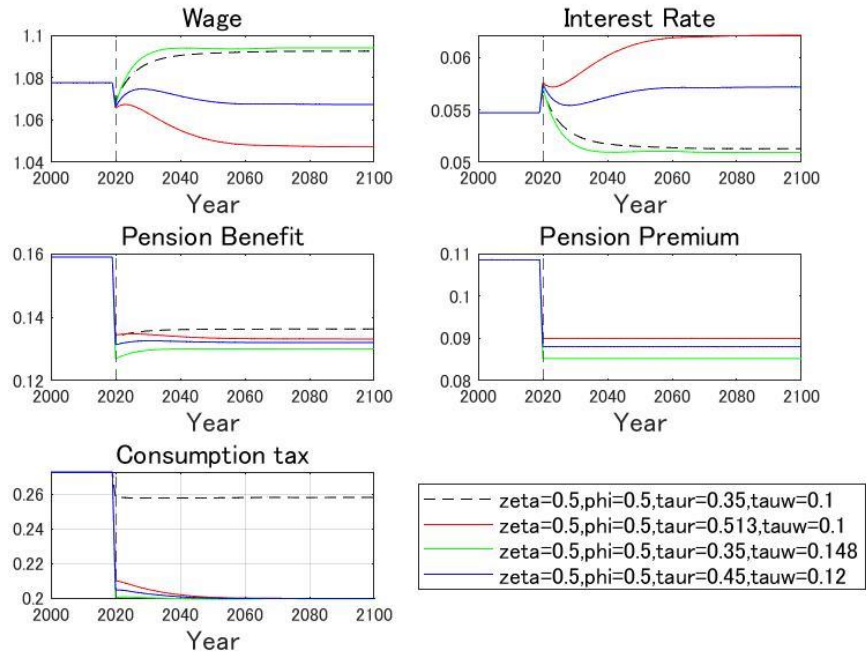 Wage
1.1
1.08
1.06
1.04
2000 2020 2040 2060 2080 2100
Year
Interest Rate
0.06
0.055
0.05
2000 2020 2040 2060 2080 2100
Year
Pension Benefit
0.16
0.14
0.12
2000 2020 2040 2060 2080 2100
Year
Pension Premium
0.11
0.1
0.09
0.08
2000 2020 2040 2060 2080 2100
Year
Consumption tax
0.26
0.24
0.22
0.2
2000 2020 2040 2060 2080 2100
Year
zeta=0.5,phi=0.5,taur=0.35,tauw=0.1
zeta=0.5,phi=0.5,taur=0.513,tauw=0.1
zeta=0.5,phi=0.5,taur=0.35,tauw=0.148
zeta=0.5,phi=0.5,taur=0.45,tauw=0.12